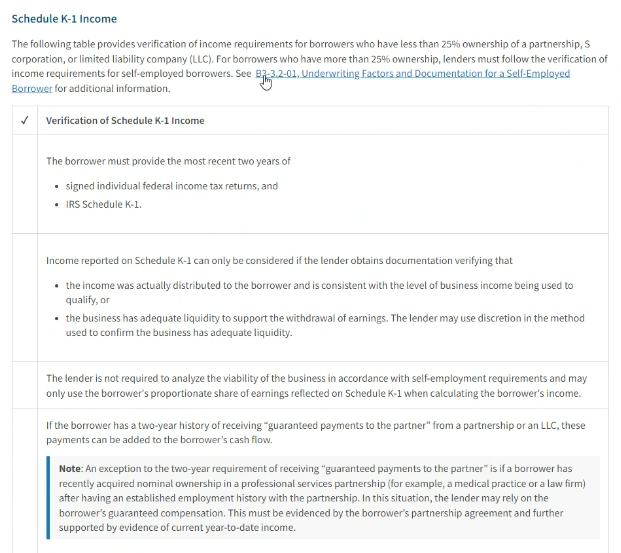 Schedule K-1 Income
The following table provides verification of income requirements for borrowers who have less than 25% ownership of a partnership, S
corporation, or limited liability company (LLC). For borrowers who have more than 25% ownership, lenders must follow the verification of
income requirements for self-employed borrowers. See B3-3.2-01, Underwriting Factors and Documentation for a Self-Employed
Borrower for additional information.
✓ Verification of Schedule K-1 Income
The borrower must provide the most recent two years of
• signed individual federal income tax returns, and
• IRS Schedule K-1.
Income reported on Schedule K-1 can only be considered if the lender obtains documentation verifying that
• the income was actually distributed to the borrower and is consistent with the level of business income being used to
qualify, or
• the business has adequate liquidity to support the withdrawal of earnings. The lender may use discretion in the method
used to confirm the business has adequate liquidity.
The lender is not required to analyze the viability of the business in accordance with self-employment requirements and may
only use the borrower's proportionate share of earnings reflected on Schedule K-1 when calculating the borrower's income.
If the borrower has a two-year history of receiving "guaranteed payments to the partner" from a partnership or an LLC, these
payments can be added to the borrower's cash flow.
Note: An exception to the two-year requirement of receiving "guaranteed payments to the partner" is if a borrower has
recently acquired nominal ownership in a professional services partnership (for example, a medical practice or a law firm)
after having an established employment history with the partnership. In this situation, the lender may rely on the
borrower's guaranteed compensation. This must be evidenced by the borrower's partnership agreement and further
supported by evidence of current year-to-date income.